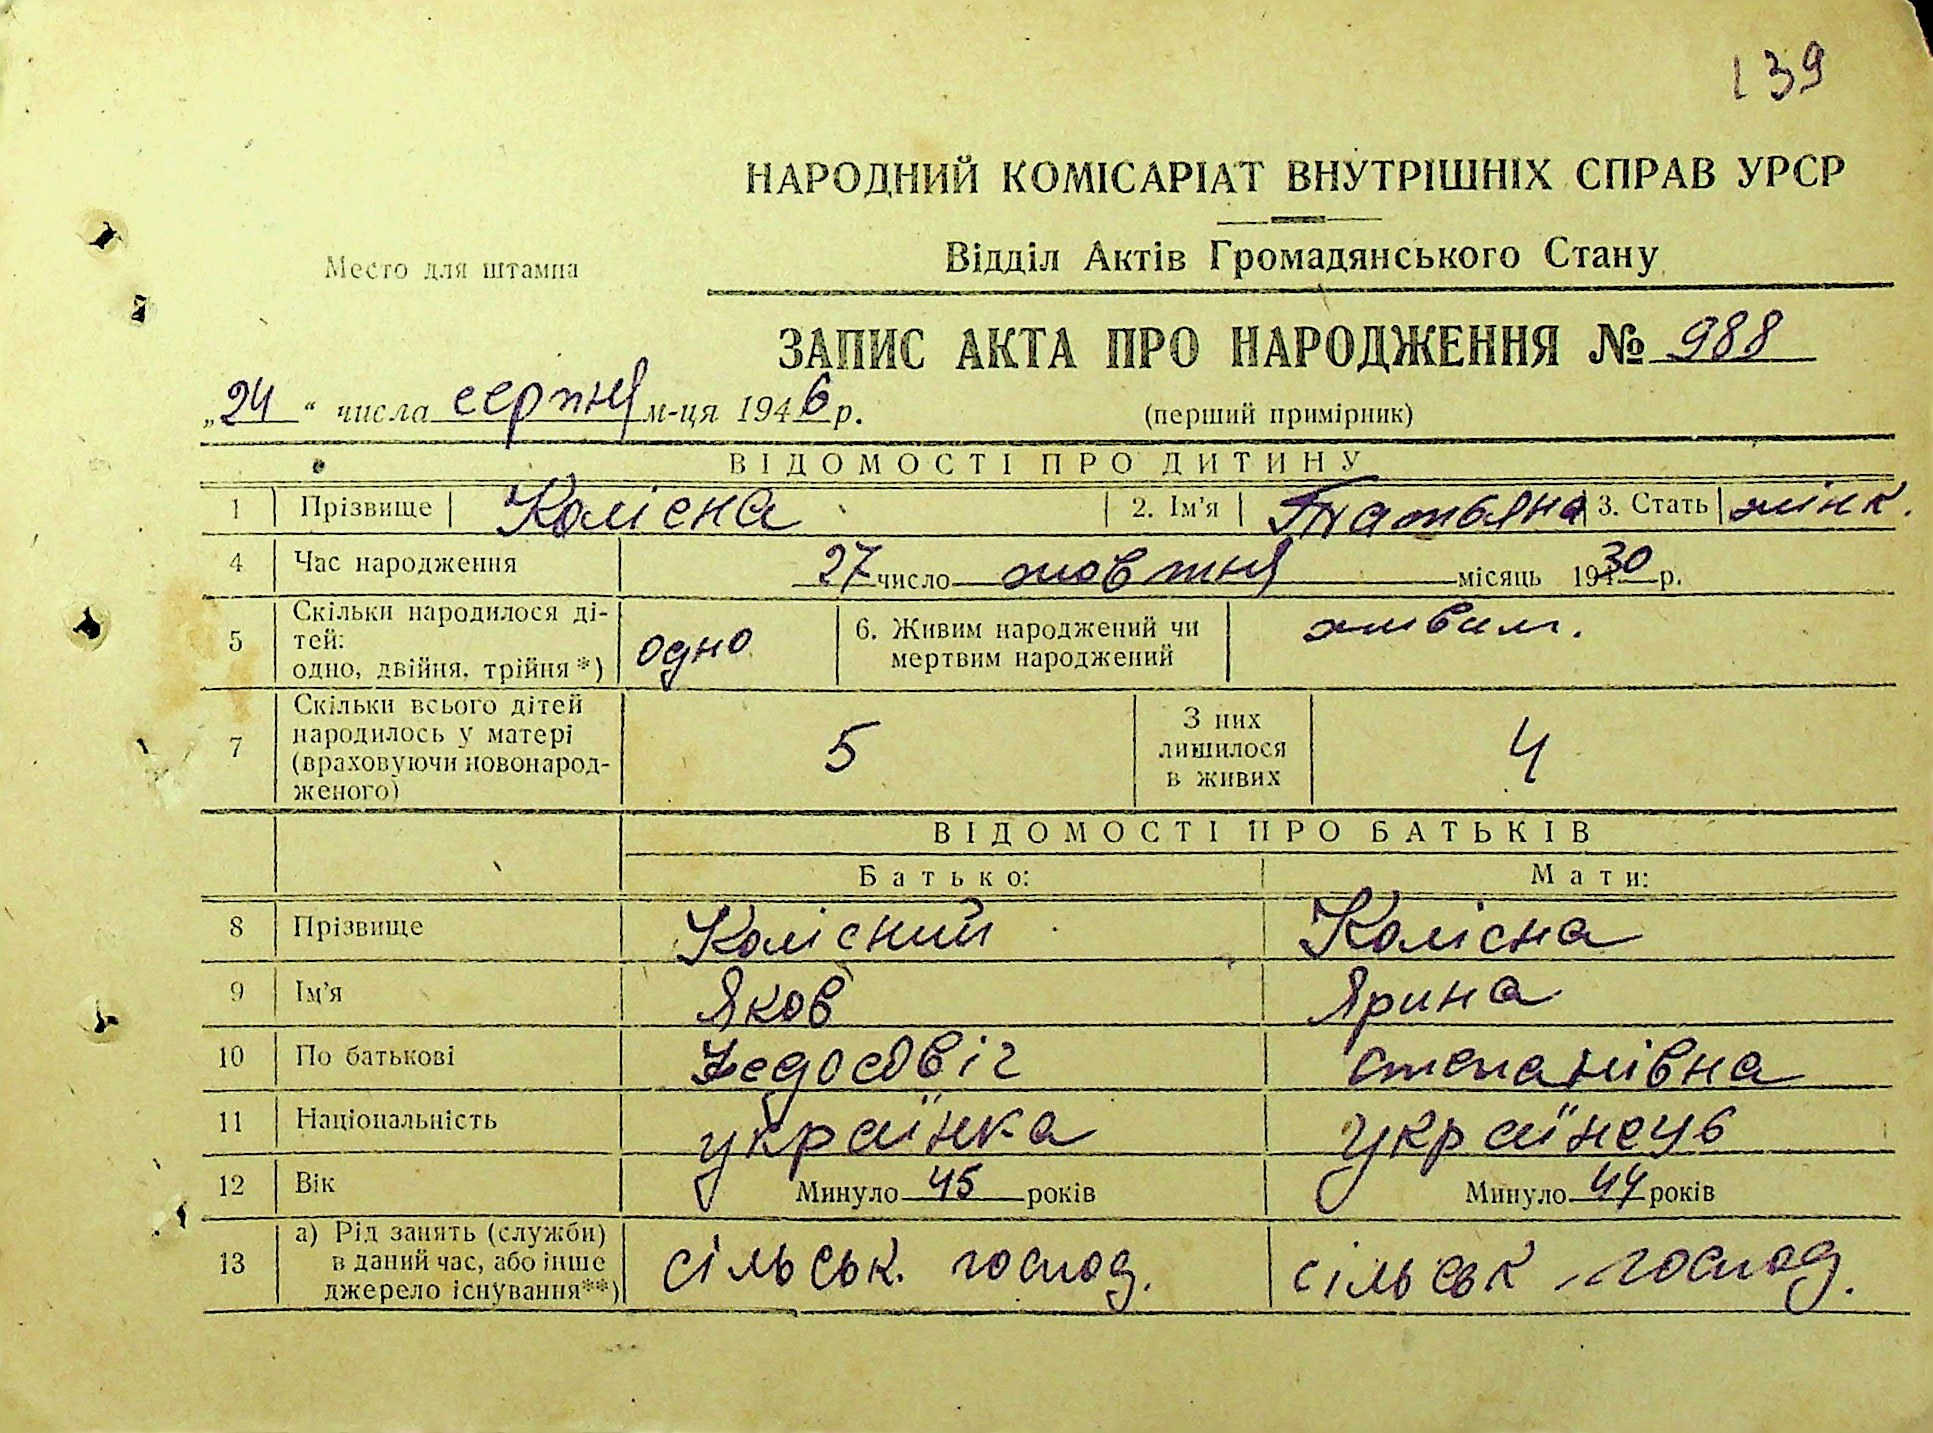 139
НАРОДНИЙ КОМІСАРІАТ ВНУТРІШНІХ СПРАВ УРСР
Место для штампа
Відділ Актів Громадянського Стану
ЗАПИС АКТА ПРО НАРОДЖЕННЯ № 988
„24“ числа серпня м-ця 1946 р. (перший примірник)
ВІДОМОСТІ ПРО ДИТИНУ
1 Прізвище Колісна 2. Ім'я Татьяна 3. Стать жінк.
4 Час народження 27 число жовтня місяць 1930 р.
5 Скільки народилося ді-
тей:
одно, двійня, трійня*) одно 6. Живим народжений чи
мертвим народжений живим.
7 Скільки всього дітей
народилось у матері
(враховуючи новонарод-
женого) 5 З них
лишилося
в живих 4
ВІДОМОСТІ ПРО БАТЬКІВ
Батько: Мати:
8 Прізвище Колісний Колісна
9 Ім'я Яков Ярина
10 По батькові Федосовіч степанівна
11 Національність українка українець
12 Вік Минуло 45 років Минуло 44 років
13 а) Рід занять (служби)
в даний час, або інше
джерело існування**) сільськ. господ. сільськ. господ.